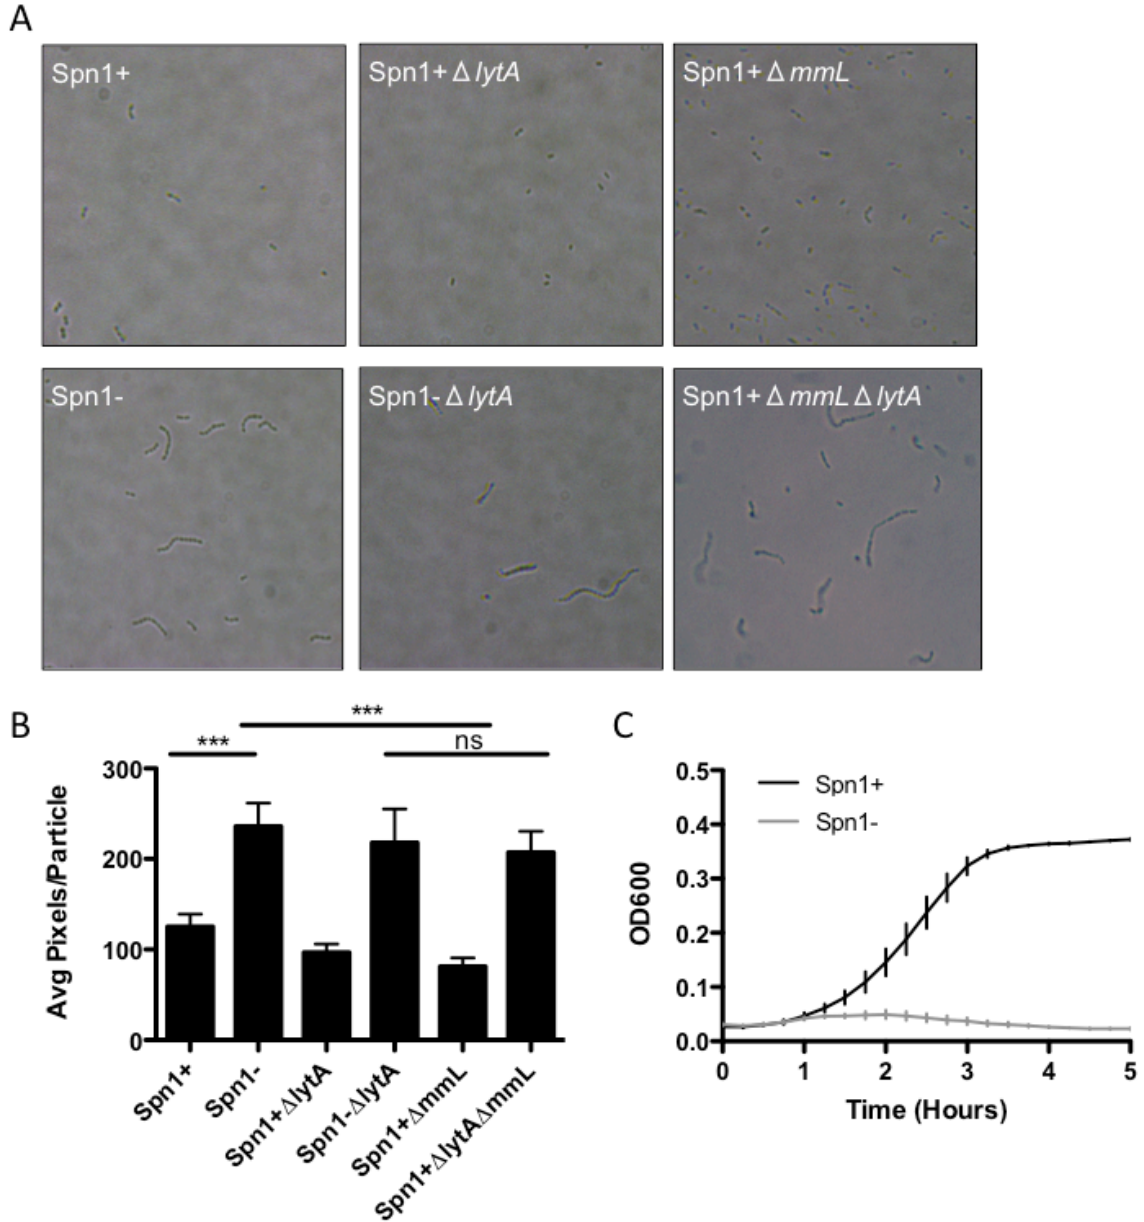 A
Spn1+
Spn1+ Δ lytA
Spn1+ Δ mmL
Spn1-
Spn1- Δ lytA
Spn1+ Δ mmL Δ lytA
B
***
***
ns
Avg Pixels/Particle
300
200
100
0
Spn1+
Spn1-
Spn1+ΔlytA
Spn1-ΔlytA
Spn1+ΔmmL
Spn1+ΔlytAΔmmL
C
Spn1+
Spn1-
OD600
0.5
0.4
0.3
0.2
0.1
0.0
0 1 2 3 4 5
Time (Hours)